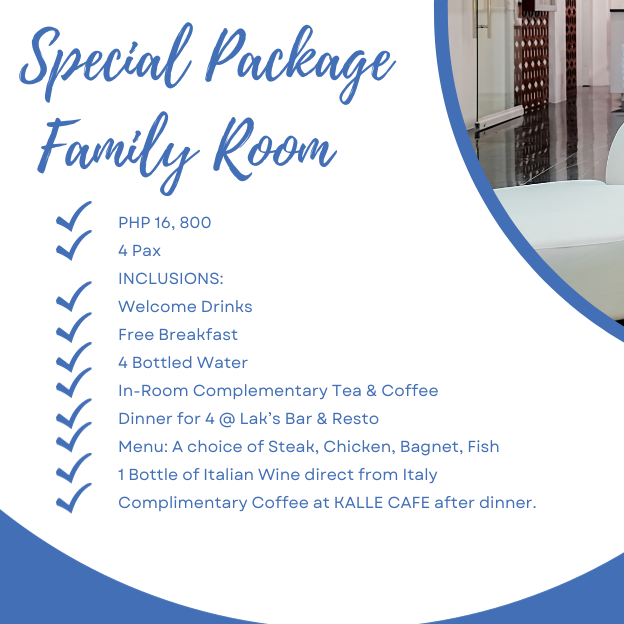 Special Package
Family Room
PHP 16, 800
4 Pax
INCLUSIONS:
Welcome Drinks
Free Breakfast
4 Bottled Water
In-Room Complementary Tea & Coffee
Dinner for 4 @ Lak's Bar & Resto
Menu: A choice of Steak, Chicken, Bagnet, Fish
1 Bottle of Italian Wine direct from Italy
Complimentary Coffee at KALLE CAFE after dinner.